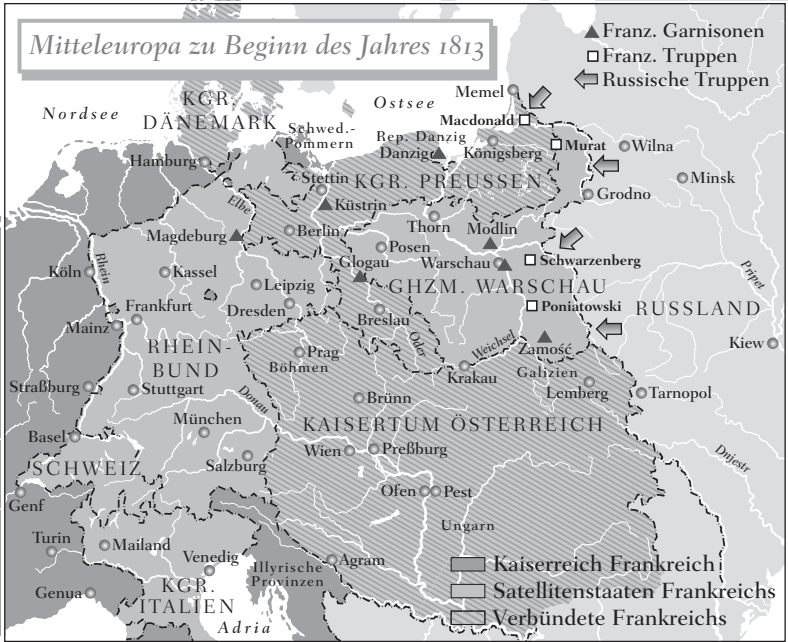 Mitteleuropa zu Beginn des Jahres 1813
Franz. Garnisonen
Franz. Truppen
Russische Truppen
Nordsee
Ostsee
KGR.
DÄNEMARK
Schwed.-
Pommern
Rep. Danzig
Danzig
Memel
Macdonald
Königsberg
Murat
Wilna
Minsk
Hamburg
Stettin
KGR. PREUSSEN
Grodno
Elbe
Küstrin
Thorn
Modlin
Magdeburg
Berlin
Posen
Warschau
Schwarzenberg
Pripet
Köln
Rhein
Kassel
Leipzig
Glogau
GHZM. WARSCHAU
Frankfurt
Dresden
Breslau
Poniatowski
RUSSLAND
Mainz
Oder
Weichsel
Zamość
Kiew
RHEIN-
BUND
Prag
Böhmen
Krakau
Galizien
Straßburg
Stuttgart
Donau
Brünn
Lemberg
Tarnopol
München
KAISERTUM ÖSTERREICH
Basel
Wien
Preßburg
Dnjestr
SCHWEIZ
Salzburg
Genf
Ofen
Pest
Ungarn
Turin
Mailand
Venedig
Illyrische
Provinzen
Agram
Genua
KGR.
ITALIEN
Adria
Kaiserreich Frankreich
Satellitenstaaten Frankreichs
Verbündete Frankreichs